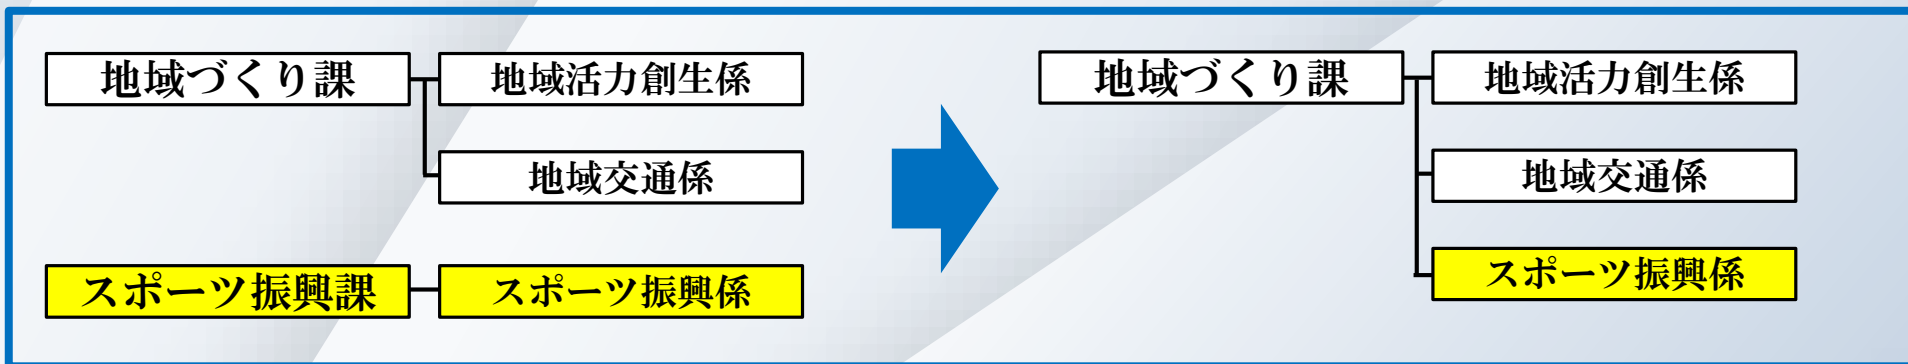 地域づくり課
地域活力創生係
地域交通係
スポーツ振興課
スポーツ振興係
地域づくり課
地域活力創生係
地域交通係
スポーツ振興係